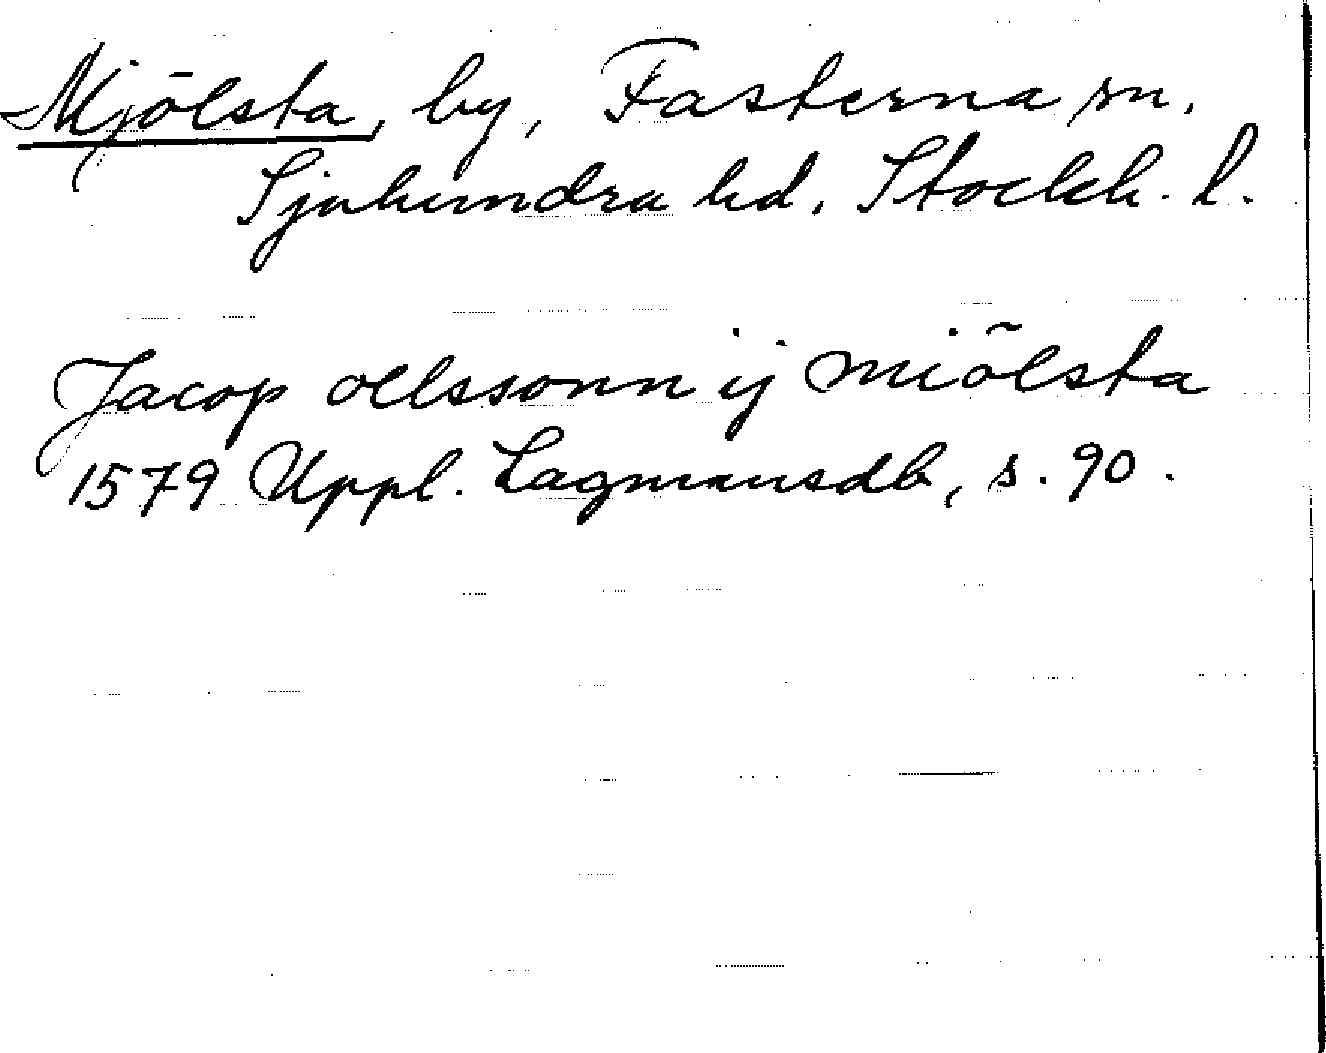 Mjölsta, by, Fasterna sn.
Sjuhundra hd, Stockh. l.
Jacop ollssonn ij miölsta
1579 Uppl. Lagmansdb, s. 90.